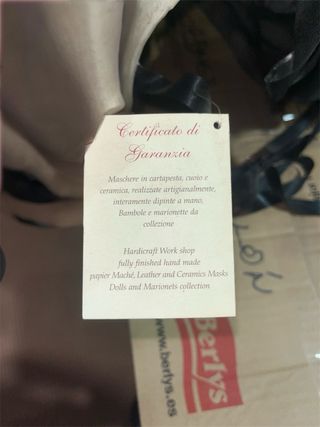 Certificato di
Garanzia
Maschere in cartapesta, cuoio e
ceramica, realizzate artigianalmente,
interamente dipinte a mano,
Bambole e marionette da
collezione
Handicraft Work shop
fully finished hand made
papier Maché, Leather and Ceramics Masks
Dolls and Marionets collection
Berlys
www.berlys.es